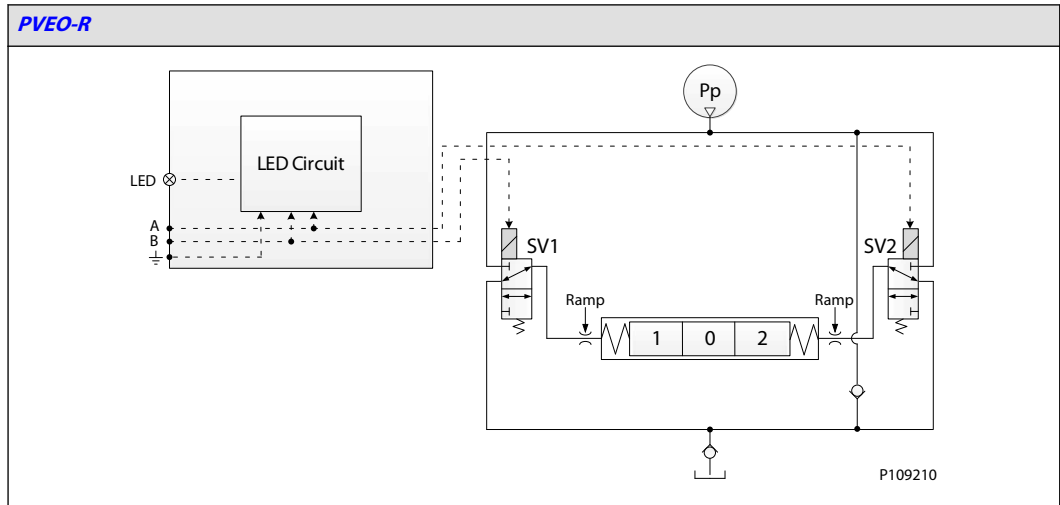 PVEO-R
Pp
LED Circuit
LED
A
B
SV1
SV2
Ramp
Ramp
1 0 2
P109210